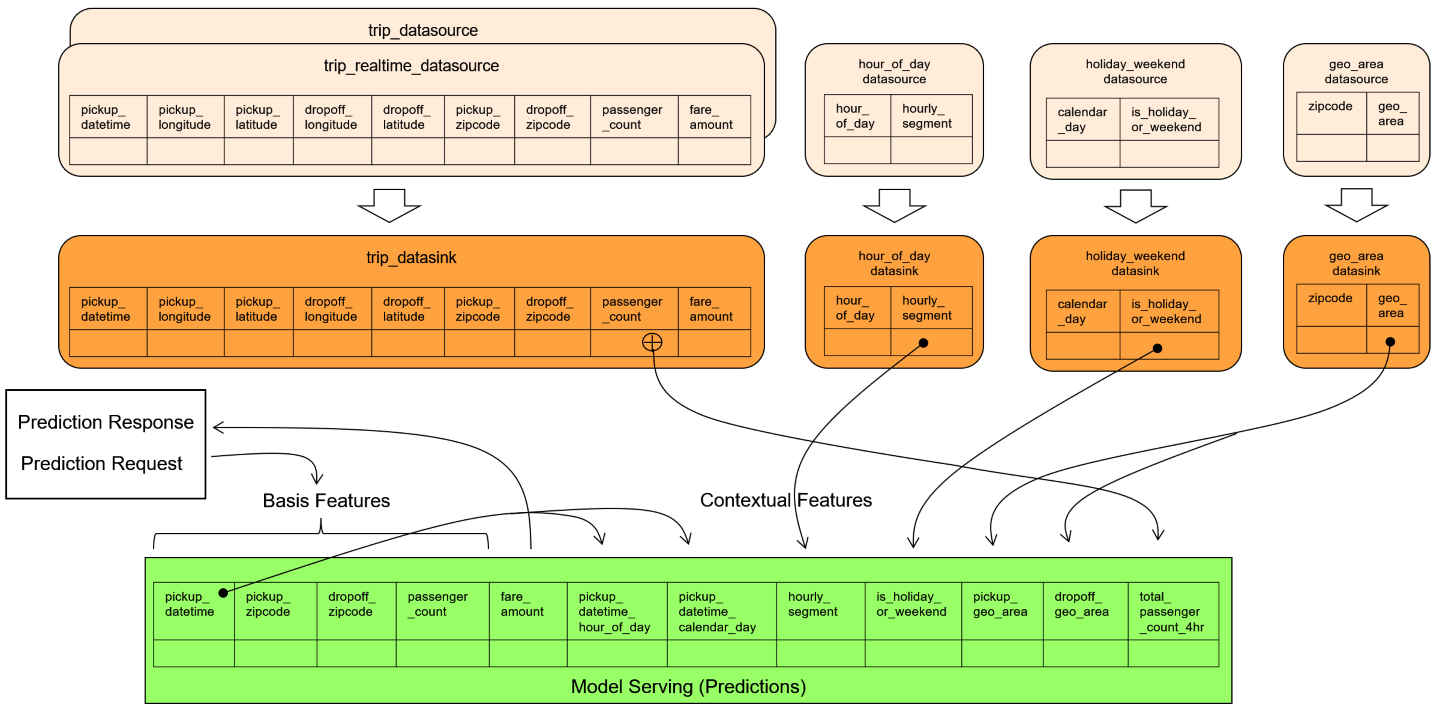 trip_datasource
trip_realtime_datasource
pickup_
datetime
pickup_
longitude
pickup_
latitude
dropoff_
longitude
dropoff_
latitude
pickup_
zipcode
dropoff_
zipcode
passenger
_count
fare_
amount
hour_of_day
datasource
hour_
of_day
hourly_
segment
holiday_weekend
datasource
calendar
_day
is_holiday_
or_weekend
geo_area
datasource
zipcode
geo_
area
trip_datasink
pickup_
datetime
pickup_
longitude
pickup_
latitude
dropoff_
longitude
dropoff_
latitude
pickup_
zipcode
dropoff_
zipcode
passenger
_count
fare_
amount
hour_of_day
datasink
hour_
of_day
hourly_
segment
holiday_weekend
datasink
calendar
_day
is_holiday_
or_weekend
geo_area
datasink
zipcode
geo_
area
Prediction Response
Prediction Request
Basis Features
Contextual Features
pickup_
datetime
pickup_
zipcode
dropoff_
zipcode
passenger
_count
fare_
amount
pickup_
datetime_
hour_of_day
pickup_
datetime_
calendar_day
hourly_
segment
is_holiday_
or_weekend
pickup_
geo_area
dropoff_
geo_area
total_
passenger
_count_4hr
Model Serving (Predictions)